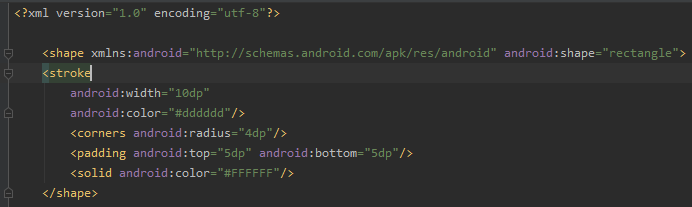 <?xml version="1.0" encoding="utf-8"?>
<shape xmlns:android="http://schemas.android.com/apk/res/android" android:shape="rectangle">
<stroke
android:width="10dp"
android:color="#dddddd"/>
<corners android:radius="4dp"/>
<padding android:top="5dp" android:bottom="5dp"/>
<solid android:color="#FFFFFF"/>
</shape>